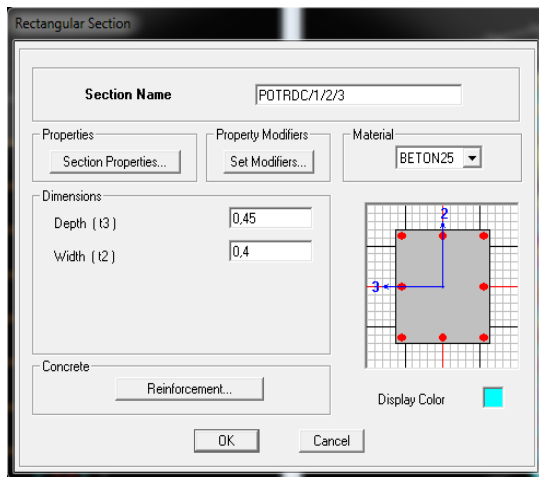 Rectangular Section
Section Name POTRDC/1/2/3
Properties Property Modifiers Material
Section Properties... Set Modifiers... BETON25
Dimensions
Depth ( t3 ) 0,45
Width ( t2 ) 0,4
2
3
Concrete
Reinforcement...
Display Color
OK Cancel